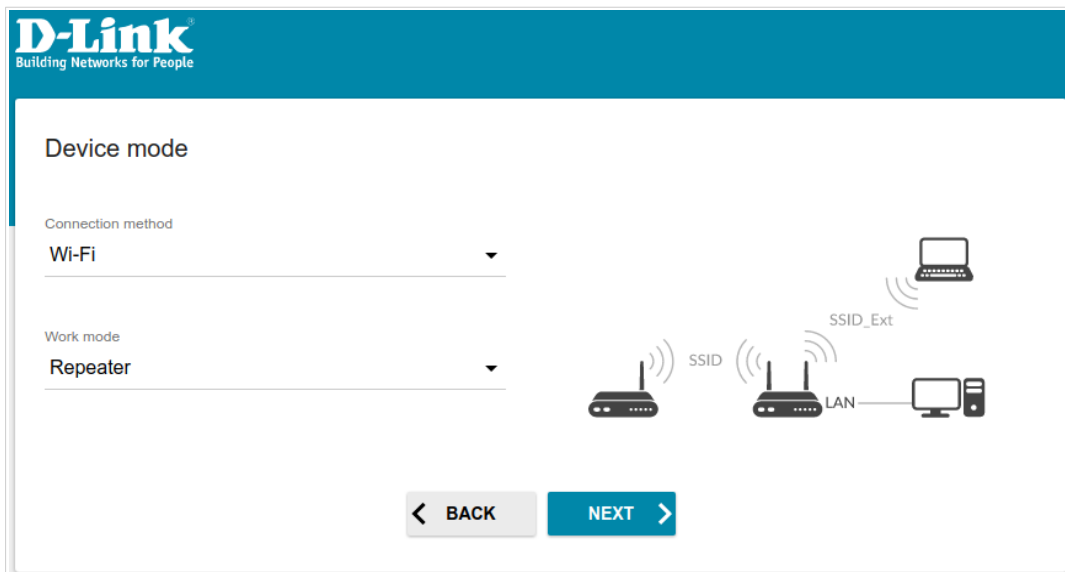 D-Link®
Building Networks for People
Device mode
Connection method
Wi-Fi
Work mode
Repeater
SSID
SSID_Ext
LAN
BACK
NEXT